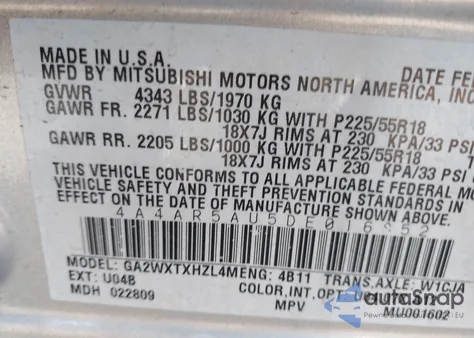 MADE IN U.S.A. DATE FE
MFD BY MITSUBISHI MOTORS NORTH AMERICA, INC
GVWR 4343 LBS/1970 KG
GAWR FR. 2271 LBS/1030 KG WITH P225/55R18
18X7J RIMS AT 230 KPA/33 PSI
GAWR RR. 2205 LBS/1000 KG WITH P225/55R18
18X7J RIMS AT 230 KPA/33 PSI
THIS VEHICLE CONFORMS TO ALL APPLICABLE FEDERAL MO
VEHICLE SAFETY AND THEFT PREVENTION STANDARDS IN
EFFECT ON THE DATE OF MANUFACTURE SHOWN ABOVE.
4A4AR5AU5DE016852
MODEL: GA2WXTXHZL4MENG: 4B11 TRANS,AXLE: W1CJA
EXT: U04B COLOR,INT,OPT:
MDH 022809 MPV MU001602
autoSnap